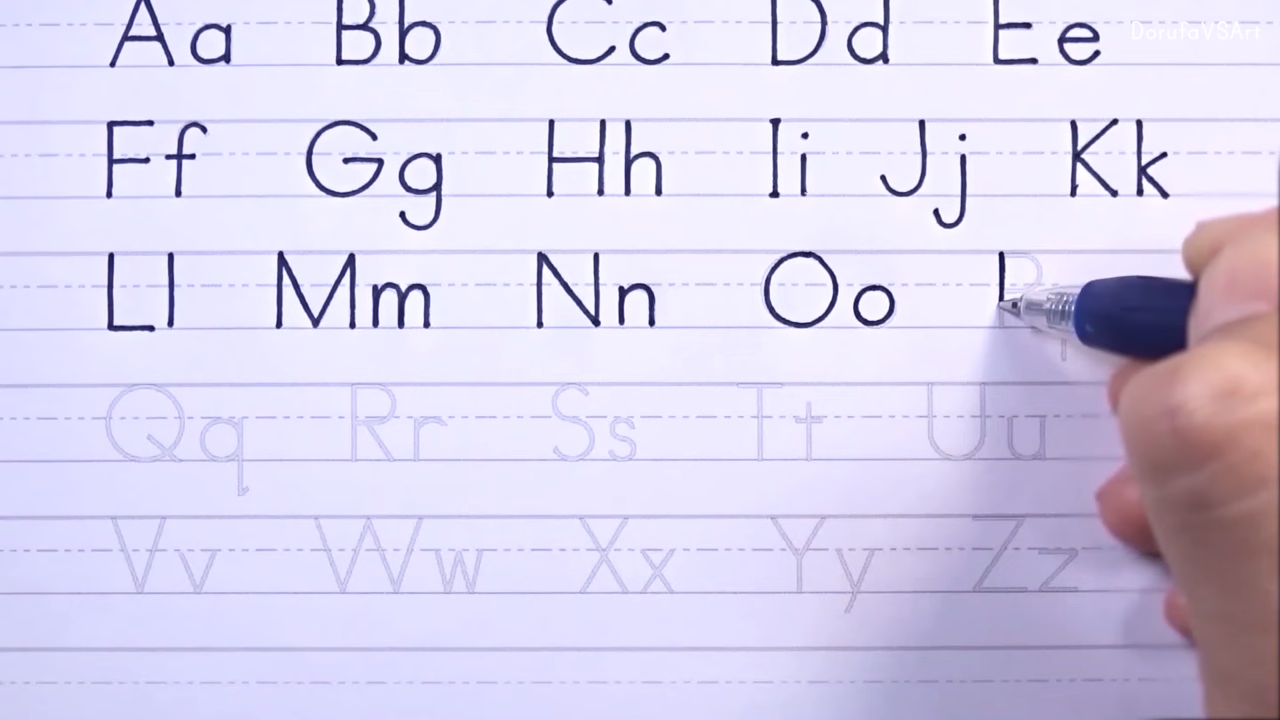 DorutaVSArt
Aa Bb Cc Dd Ee
Ff Gg Hh Ii Jj Kk
Ll Mm Nn Oo P
Qq Rr Ss Tt Uu
Vv Ww Xx Yy Zz